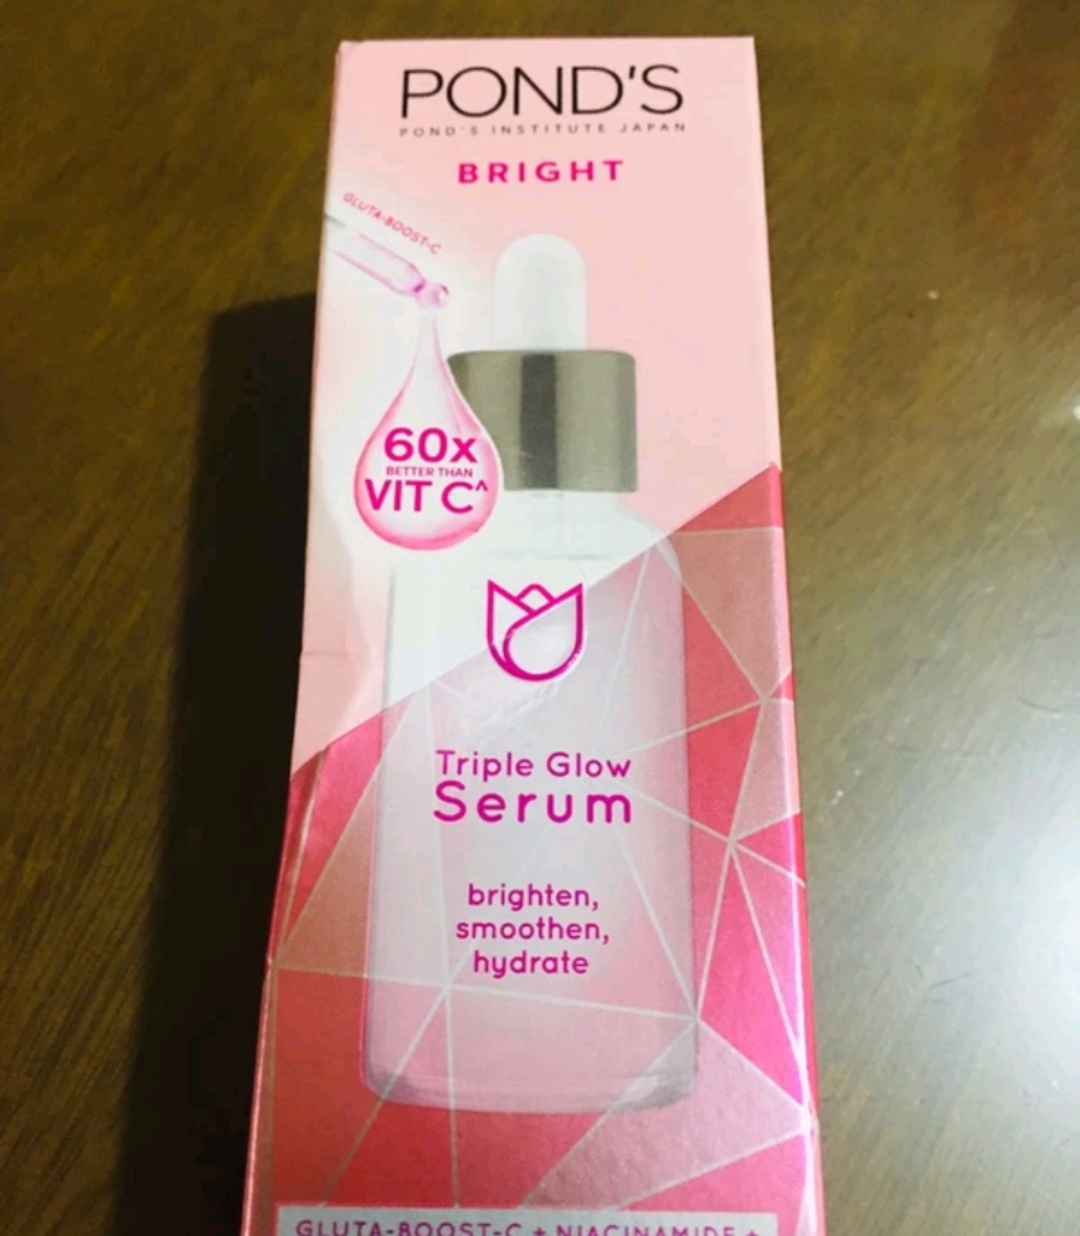 POND'S
POND'S INSTITUTE JAPAN
BRIGHT
GLUTA-BOOST-C
60x
BETTER THAN
VIT C^
Triple Glow
Serum
brighten,
smoothen,
hydrate
GLUTA-BOOST-C + NIACINAMIDE +